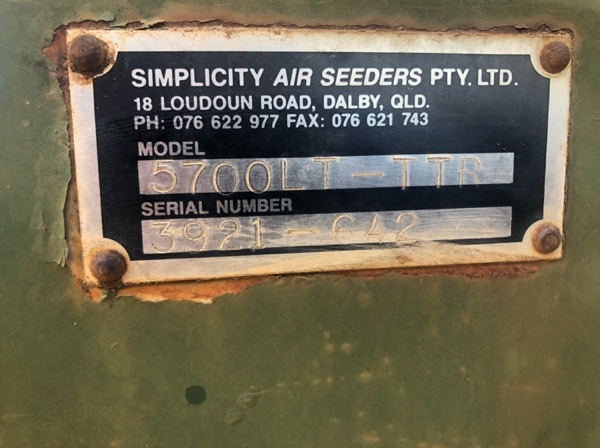 SIMPLICITY AIR SEEDERS PTY. LTD.
18 LOUDOUN ROAD, DALBY, QLD.
PH: 076 622 977 FAX: 076 621 743
MODEL
5700LT-TTR
SERIAL NUMBER
3921-642